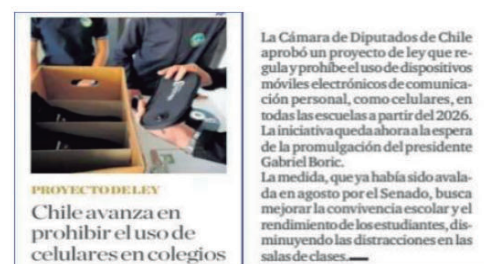 PROYECTO DE LEY
Chile avanza en
prohibir el uso de
celulares en colegios
La Cámara de Diputados de Chile
aprobó un proyecto de ley que re-
gula y prohíbe el uso de dispositivos
móviles electrónicos de comunica-
ción personal, como celulares, en
todas las escuelas a partir del 2026.
La iniciativa queda ahora a la espera
de la promulgación del presidente
Gabriel Boric.
La medida, que ya había sido avala-
da en agosto por el Senado, busca
mejorar la convivencia escolar y el
rendimiento de los estudiantes, dis-
minuyendo las distracciones en las
salas de clases.